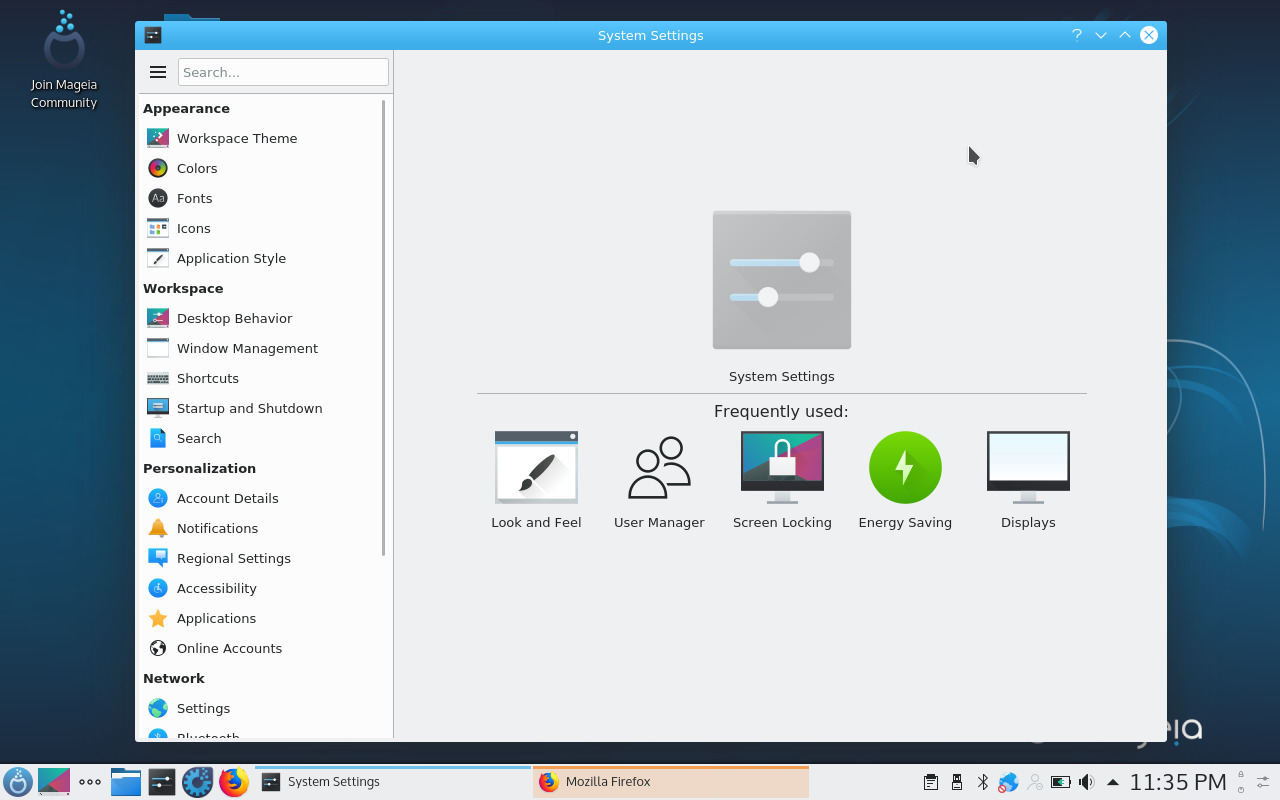 Join Mageia
Community
System Settings
Search...
Appearance
Workspace Theme
Colors
Fonts
Icons
Application Style
Workspace
Desktop Behavior
Window Management
Shortcuts
Startup and Shutdown
Search
Personalization
Account Details
Notifications
Regional Settings
Accessibility
Applications
Online Accounts
Network
Settings
Bluetooth
System Settings
Frequently used:
Look and Feel
User Manager
Screen Locking
Energy Saving
Displays
System Settings
Mozilla Firefox
11:35 PM